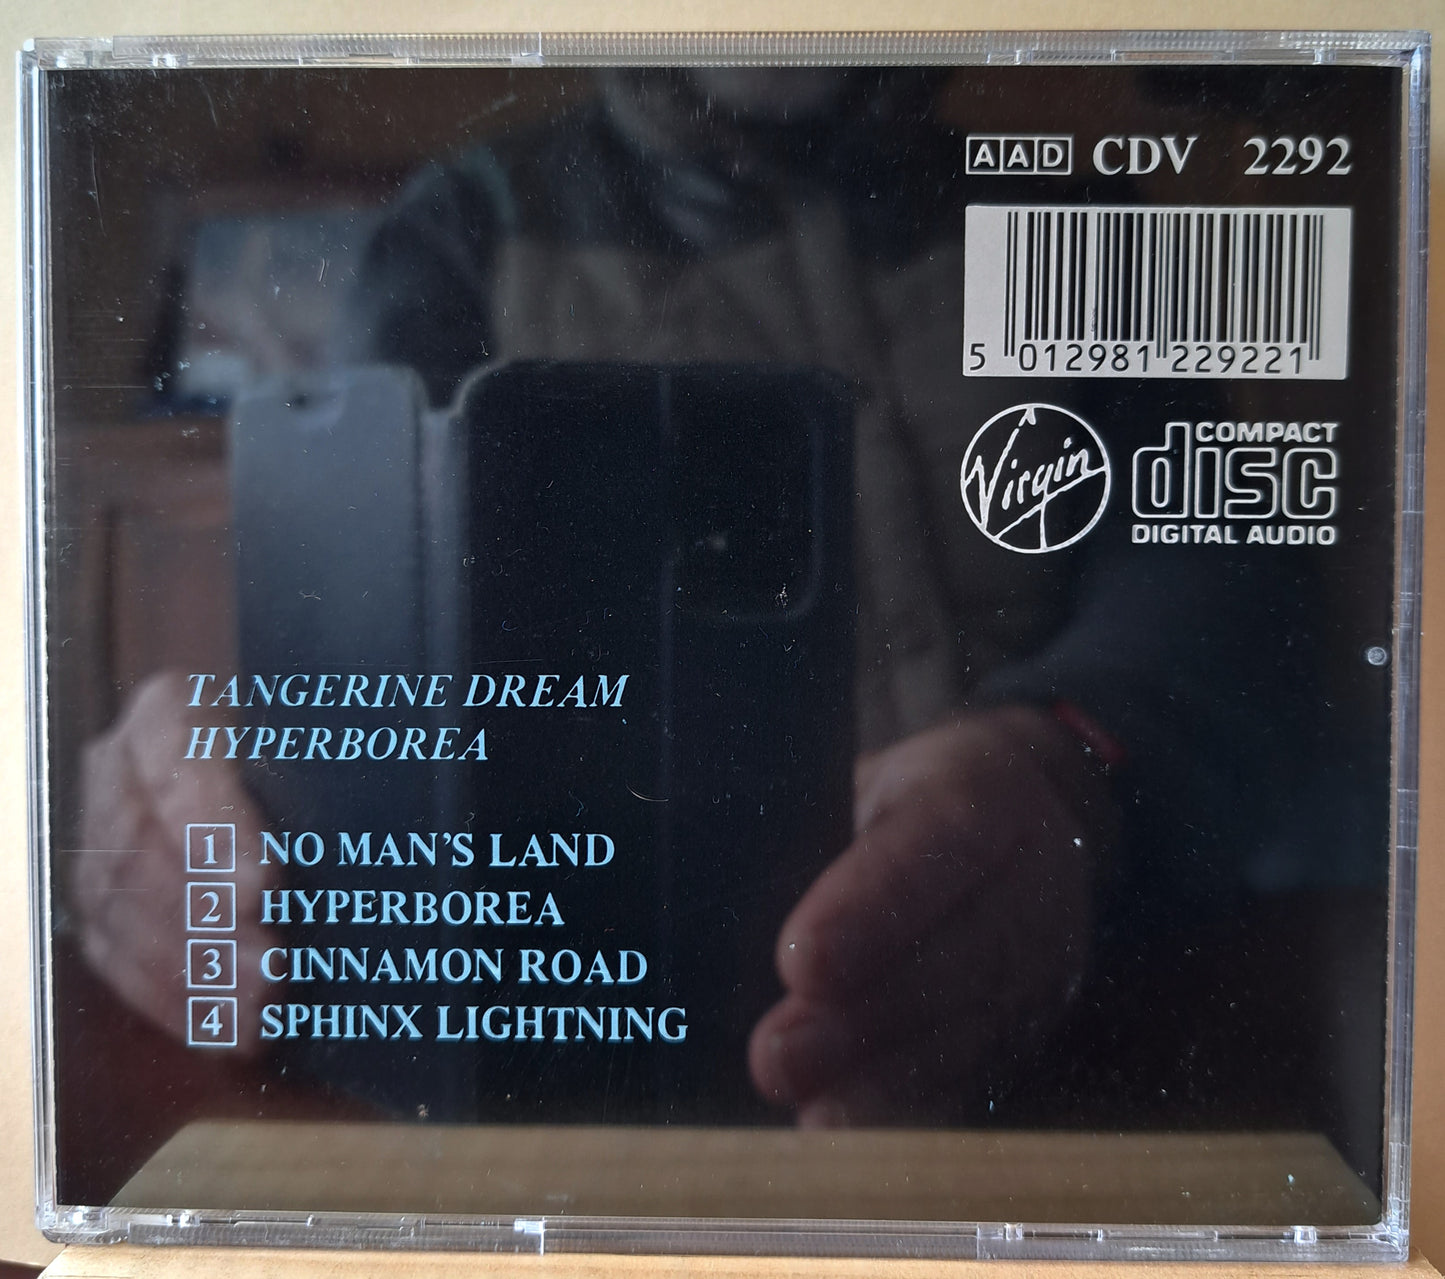 AAD CDV 2292
5 012981 229221
Virgin
COMPACT
disc
DIGITAL AUDIO
TANGERINE DREAM
HYPERBOREA
1 NO MAN'S LAND
2 HYPERBOREA
3 CINNAMON ROAD
4 SPHINX LIGHTNING